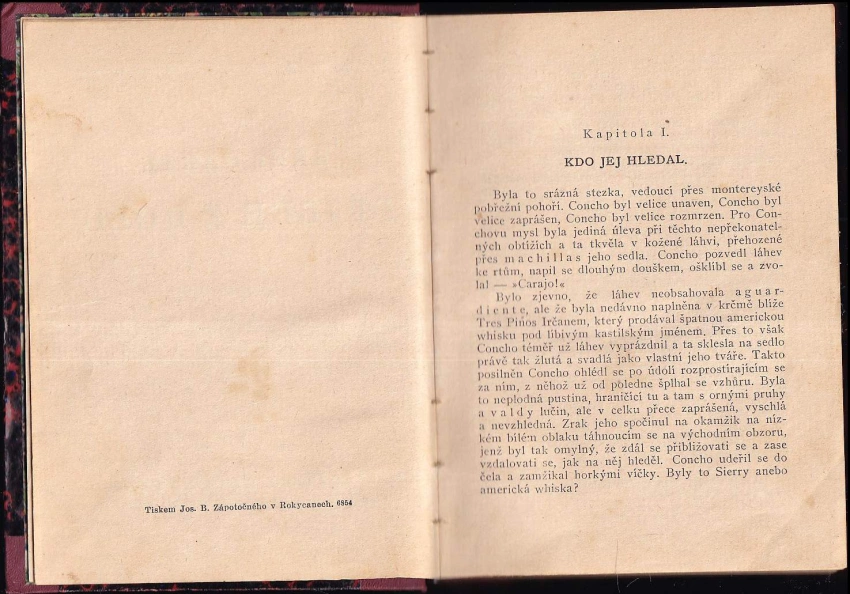 Tiskem Jos. B. Zápotočného v Rokycanech. 6854
Kapitola I.
KDO JEJ HLEDAL.
Byla to srázná stezka, vedoucí přes montereyské
pobřežní pohoří. Concho byl velice unaven, Concho byl
velice zaprášen, Concho byl velice rozmrzen. Pro Con-
chovu mysl byla jediná úleva při těchto nepřekonatel-
ných obtížích a ta tkvěla v kožené láhvi, přehozené
přes machillas jeho sedla. Concho pozvedl láhev
ke rtům, napil se dlouhým douškem, ošklíbl se a zvo-
lal — »Carajo!«
Bylo zjevno, že láhev neobsahovala aguar-
diente, ale že byla nedávno naplněna v krčmě blíže
Tres Pinos Irčanem, který prodával špatnou americkou
whisku pod libivým kastilským jménem. Přes to však
Concho téměř už láhev vyprázdnil a ta sklesla na sedlo
právě tak žlutá a svadlá jako vlastní jeho tváře. Takto
posilněn Concho ohlédl se po údolí rozprostírajícím se
za ním, z něhož už od poledne šplhal se vzhůru. Byla
to neplodná pustina, hraničící tu a tam s ornými pruhy
a valdy lučin, ale v celku přece zaprášená, vyschlá
a nevzhledná. Zrak jeho spočinul na okamžik na níz-
kém bílém oblaku táhnoucím se na východním obzoru,
jenž byl tak omylný, že zdál se přibližovati se a zase
vzdalovati se, jak na něj hleděl. Concho udeřil se do
čela a zamžikal horkými víčky. Byly to Sierry anebo
americká whiska?